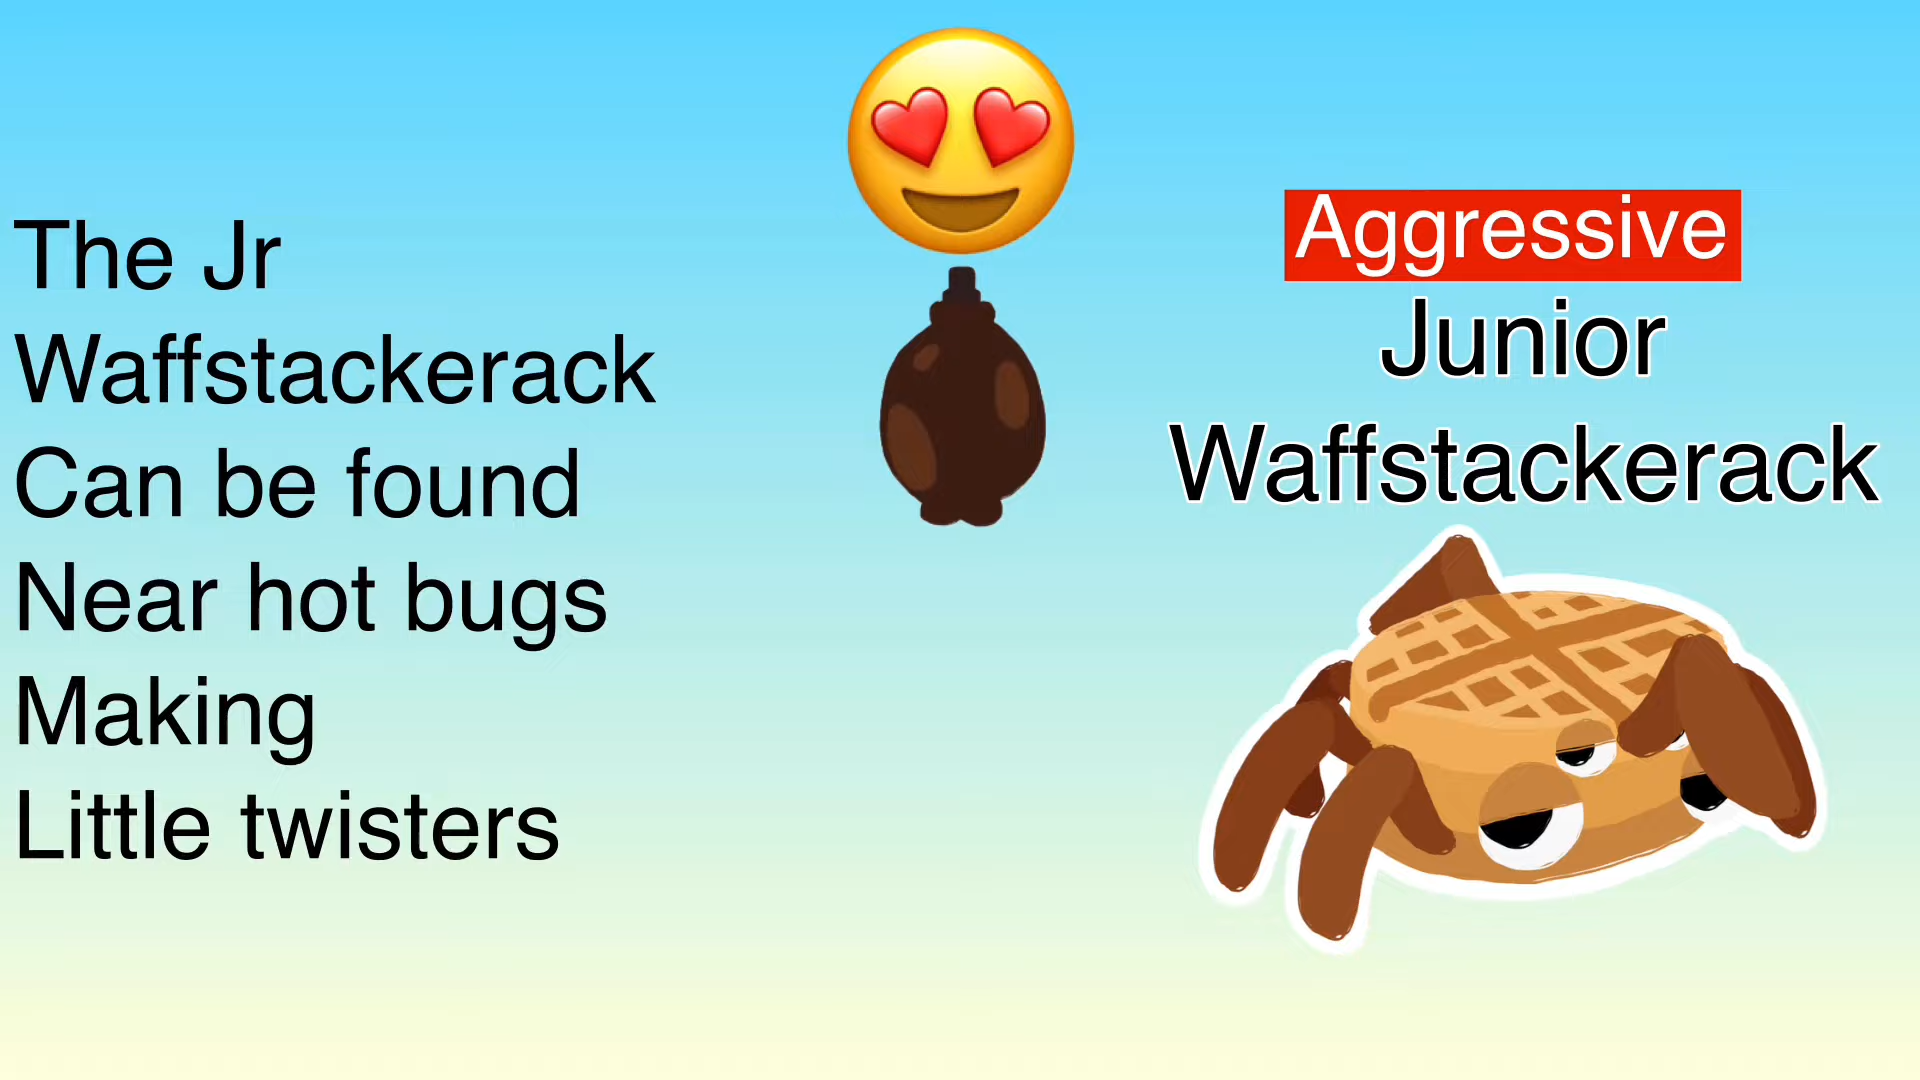 The Jr
Waffstackerack
Can be found
Near hot bugs
Making
Little twisters
Aggressive
Junior
Waffstackerack